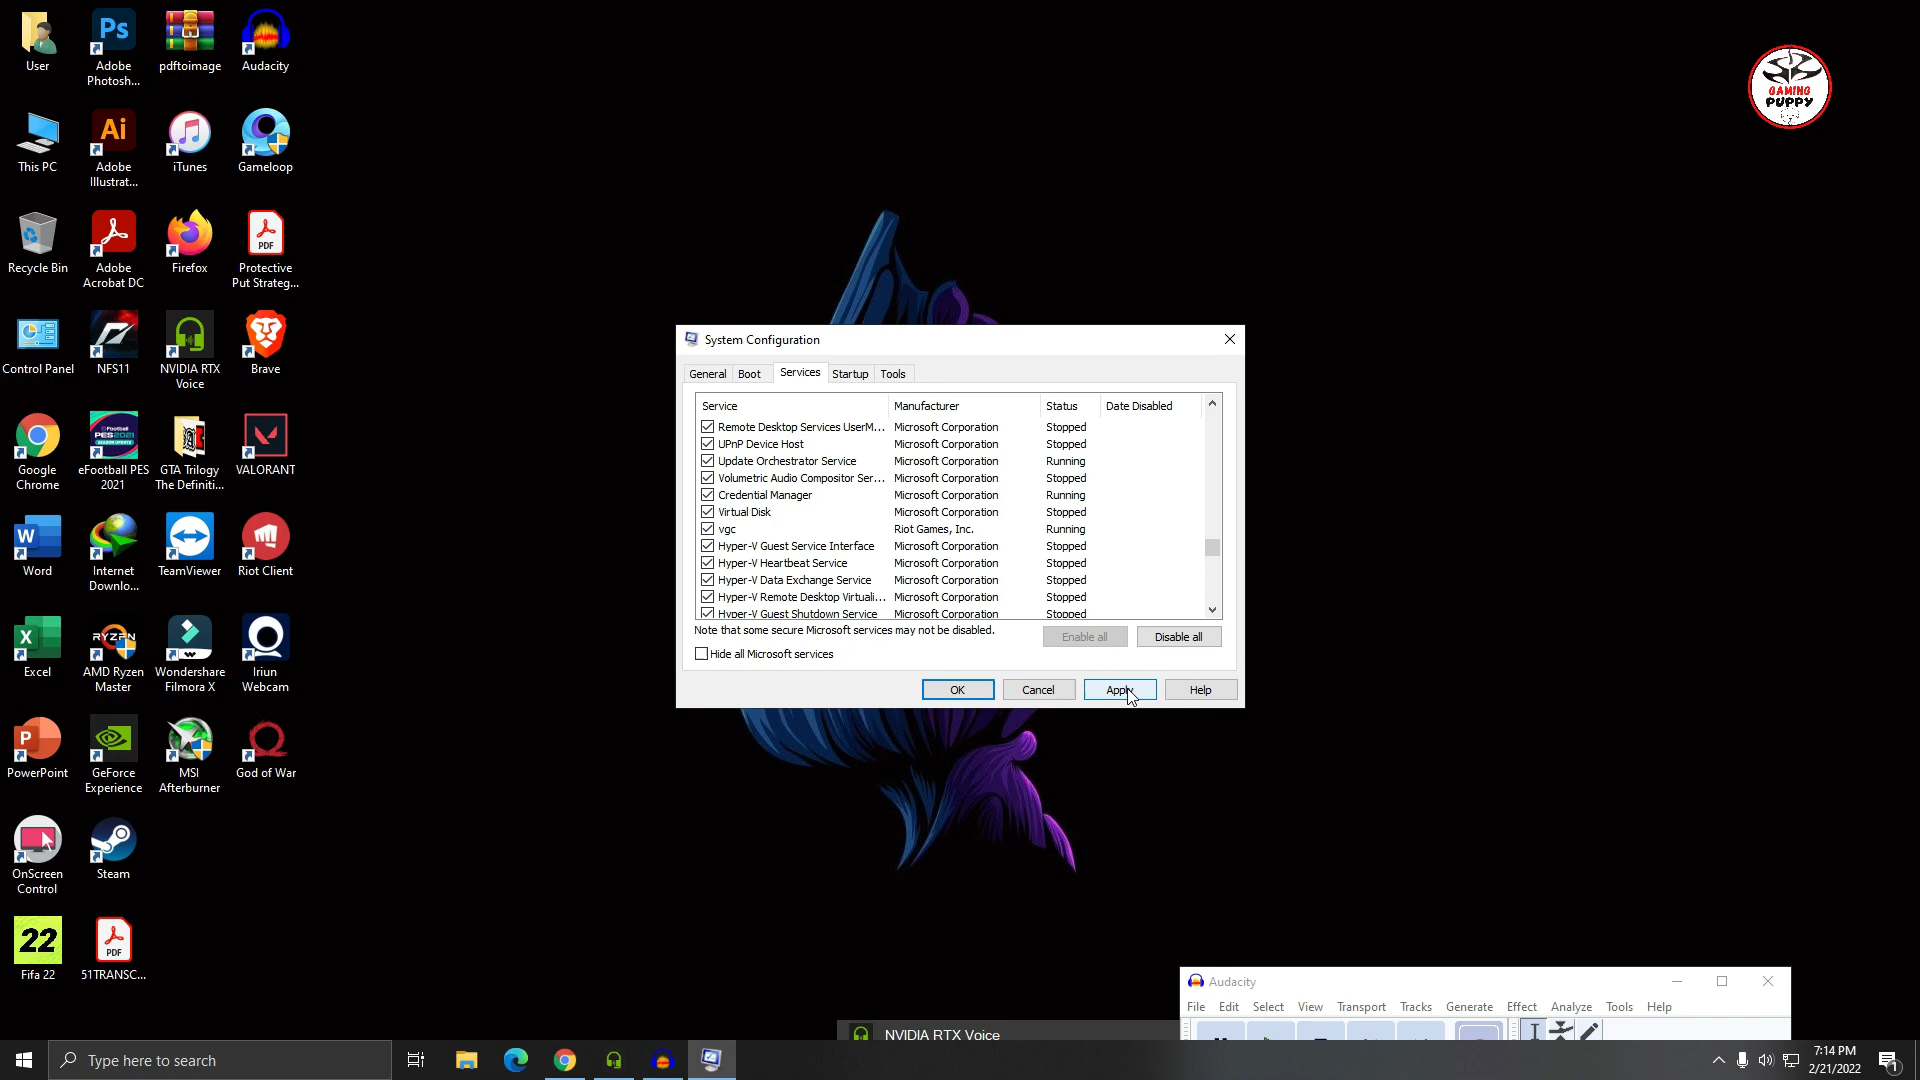 User
Ps
Adobe
Photosh...
pdftoimage
Audacity
GAMING
PUPPY
This PC
Ai
Adobe
Illustrat...
iTunes
Gameloop
Recycle Bin
Adobe
Acrobat DC
Firefox
PDF
Protective
Put Strateg...
Control Panel
NFS11
NVIDIA RTX
Voice
Brave
Google
Chrome
eFootball
PES2021
eFootball PES
2021
GTA Trilogy
The Definiti...
VALORANT
W
Word
Internet
Downlo...
TeamViewer
Riot Client
X
Excel
RYZEN
AMD Ryzen
Master
Wondershare
Filmora X
Iriun
Webcam
P
PowerPoint
GeForce
Experience
MSI
Afterburner
God of War
OnScreen
Control
Steam
22
Fifa 22
PDF
51TRANSC...
System Configuration
General Boot Services Startup Tools
Service Manufacturer Status Date Disabled
Remote Desktop Services UserM... Microsoft Corporation Stopped
UPnP Device Host Microsoft Corporation Stopped
Update Orchestrator Service Microsoft Corporation Running
Volumetric Audio Compositor Ser... Microsoft Corporation Stopped
Credential Manager Microsoft Corporation Running
Virtual Disk Microsoft Corporation Stopped
vgc Riot Games, Inc. Running
Hyper-V Guest Service Interface Microsoft Corporation Stopped
Hyper-V Heartbeat Service Microsoft Corporation Stopped
Hyper-V Data Exchange Service Microsoft Corporation Stopped
Hyper-V Remote Desktop Virtuali... Microsoft Corporation Stopped
Hyper-V Guest Shutdown Service Microsoft Corporation Stopped
Note that some secure Microsoft services may not be disabled.
Enable all Disable all
Hide all Microsoft services
OK Cancel Apply Help
Audacity
File Edit Select View Transport Tracks Generate Effect Analyze Tools Help
NVIDIA RTX Voice
Type here to search
7:14 PM
2/21/2022
1